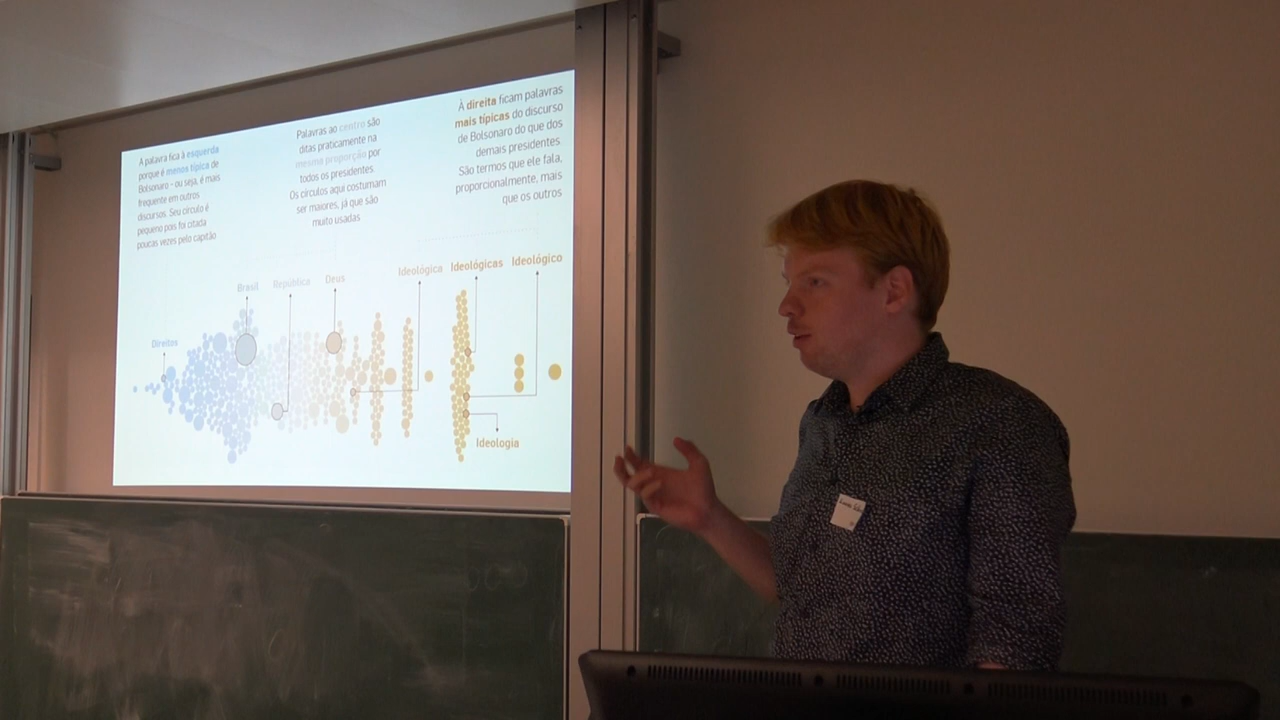 A palavra fica à esquerda
porque é menos típica de
Bolsonaro - ou seja, é mais
frequente em outros
discursos. Seu círculo é
pequeno pois foi citada
poucas vezes pelo capitão
Palavras ao centro são
ditas praticamente na
mesma proporção por
todos os presidentes.
Os círculos aqui costumam
ser maiores, já que são
muito usadas
À direita ficam palavras
mais típicas do discurso
de Bolsonaro do que dos
demais presidentes.
São termos que ele fala,
proporcionalmente, mais
que os outros
Direitos
Brasil
República
Deus
Ideológica
Ideológicas
Ideológico
Ideologia